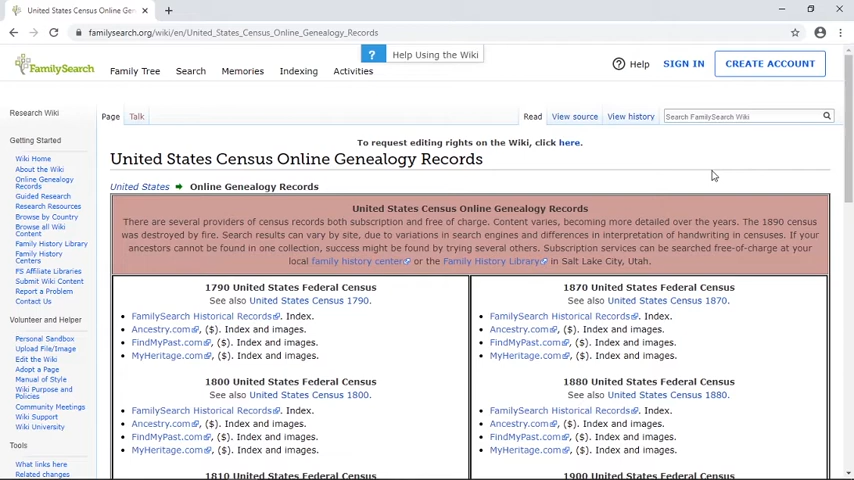 United States Census Online Gene
familysearch.org/wiki/en/United_States_Census_Online_Genealogy_Records
? Help Using the Wiki
FamilySearch
Family Tree Search Memories Indexing Activities
? Help SIGN IN CREATE ACCOUNT
Research Wiki
Getting Started
Wiki Home
About the Wiki
Online Genealogy
Records
Guided Research
Research Resources
Browse by Country
Browse all Wiki
Content
Family History Library
Family History
Centers
FS Affiliate Libraries
Submit Wiki Content
Report a Problem
Contact Us
Volunteer and Helper
Personal Sandbox
Upload File/Image
Edit the Wiki
Adopt a Page
Manual of Style
Wiki Purpose and
Policies
Community Meetings
Wiki Support
Wiki University
Tools
What links here
Related changes
Page Talk
Read View source View history Search FamilySearch Wiki
To request editing rights on the Wiki, click here.
United States Census Online Genealogy Records
United States Online Genealogy Records
United States Census Online Genealogy Records
There are several providers of census records both subscription and free of charge. Content varies, becoming more detailed over the years. The 1890 census
was destroyed by fire. Search results can vary by site, due to variations in search engines and differences in interpretation of handwriting in censuses. If your
ancestors cannot be found in one collection, success might be found by trying several others. Subscription services can be searched free-of-charge at your
local family history center or the Family History Library in Salt Lake City, Utah.
1790 United States Federal Census
See also United States Census 1790.
• FamilySearch Historical Records. Index.
• Ancestry.com, ($). Index and images.
• FindMyPast.com, ($). Index and images.
• MyHeritage.com, ($). Index and images.
1800 United States Federal Census
See also United States Census 1800.
• FamilySearch Historical Records. Index.
• Ancestry.com, ($). Index and images.
• FindMyPast.com, ($). Index and images.
• MyHeritage.com, ($). Index and images.
1810 United States Federal Census
1870 United States Federal Census
See also United States Census 1870.
• FamilySearch Historical Records. Index.
• Ancestry.com, ($). Index and images.
• FindMyPast.com, ($). Index and images.
• MyHeritage.com, ($). Index and images.
1880 United States Federal Census
See also United States Census 1880.
• FamilySearch Historical Records. Index.
• Ancestry.com, ($). Index and images.
• FindMyPast.com, ($). Index and images.
• MyHeritage.com, ($). Index and images.
1900 United States Federal Census